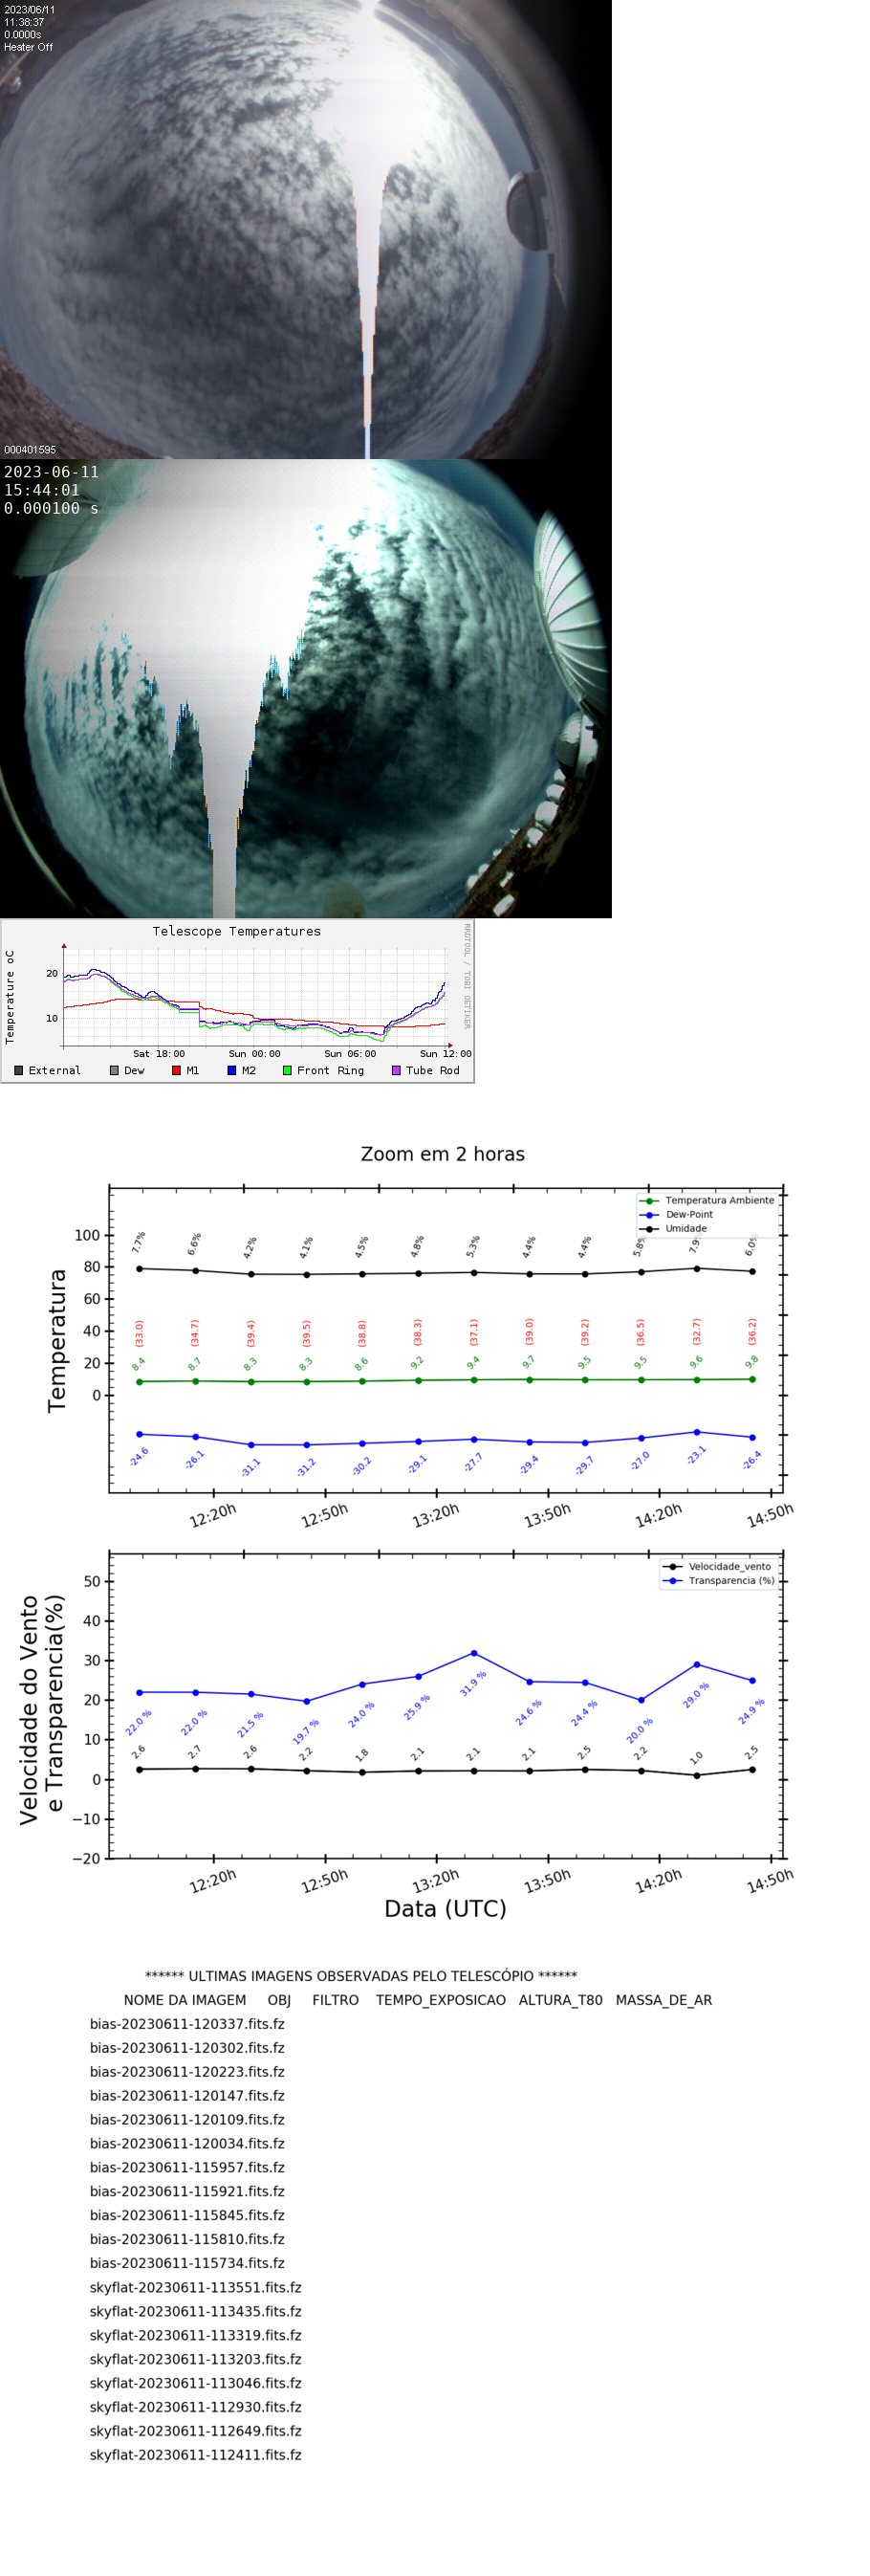 2023/06/11
11:38:37
0.0000s
Heater Off
000401595
2023-06-11
15:44:01
0.000100 s
Telescope Temperatures
RRDTOOL / TOBI OETIKER
Temperature oC
20
10
Sat 18:00 Sun 00:00 Sun 06:00 Sun 12:00
External Dew M1 M2 Front Ring Tube Rod
Zoom em 2 horas
Temperatura Ambiente
Dew-Point
Umidade
Temperatura
100
80
60
40
20
0
7.7% 6.6% 4.2% 4.1% 4.5% 4.8% 5.3% 4.4% 4.4% 5.8% 7.9 6.0%
(33.0) (34.7) (39.4) (39.5) (38.8) (38.3) (37.1) (39.0) (39.2) (36.5) (32.7) (36.2)
8.4 8.7 8.3 8.3 8.6 9.2 9.4 9.7 9.5 9.5 9.6 9.8
-24.6 -26.1 -31.1 -31.2 -30.2 -29.1 -27.7 -29.4 -29.7 -27.0 -23.1 -26.4
12:20h 12:50h 13:20h 13:50h 14:20h 14:50h
Velocidade_vento
Transparencia (%)
Velocidade do Vento
e Transparencia(%)
50
40
30
20
10
0
−10
−20
22.0 % 22.0 % 21.5 % 19.7 % 24.0 % 25.9 % 31.9 % 24.6 % 24.4 % 20.0 % 29.0 % 24.9 %
2.6 2.7 2.6 2.2 1.8 2.1 2.1 2.1 2.5 2.2 1.0 2.5
12:20h 12:50h 13:20h 13:50h 14:20h 14:50h
Data (UTC)
****** ULTIMAS IMAGENS OBSERVADAS PELO TELESCÓPIO ******
NOME DA IMAGEM OBJ FILTRO TEMPO_EXPOSICAO ALTURA_T80 MASSA_DE_AR
bias-20230611-120337.fits.fz
bias-20230611-120302.fits.fz
bias-20230611-120223.fits.fz
bias-20230611-120147.fits.fz
bias-20230611-120109.fits.fz
bias-20230611-120034.fits.fz
bias-20230611-115957.fits.fz
bias-20230611-115921.fits.fz
bias-20230611-115845.fits.fz
bias-20230611-115810.fits.fz
bias-20230611-115734.fits.fz
skyflat-20230611-113551.fits.fz
skyflat-20230611-113435.fits.fz
skyflat-20230611-113319.fits.fz
skyflat-20230611-113203.fits.fz
skyflat-20230611-113046.fits.fz
skyflat-20230611-112930.fits.fz
skyflat-20230611-112649.fits.fz
skyflat-20230611-112411.fits.fz